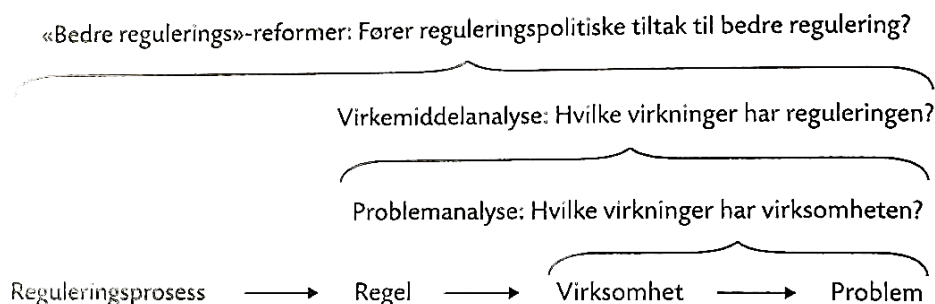 «Bedre regulerings»-reformer: Fører reguleringspolitiske tiltak til bedre regulering?
Virkemiddelanalyse: Hvilke virkninger har reguleringen?
Problemanalyse: Hvilke virkninger har virksomheten?
Reguleringsprosess → Regel → Virksomhet → Problem